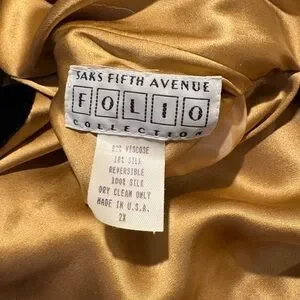 SAKS FIFTH AVENUE
FOLIO
COLLECTION
82% VISCOSE
18% SILK
REVERSIBLE
100% SILK
DRY CLEAN ONLY
MADE IN U.S.A.
2X